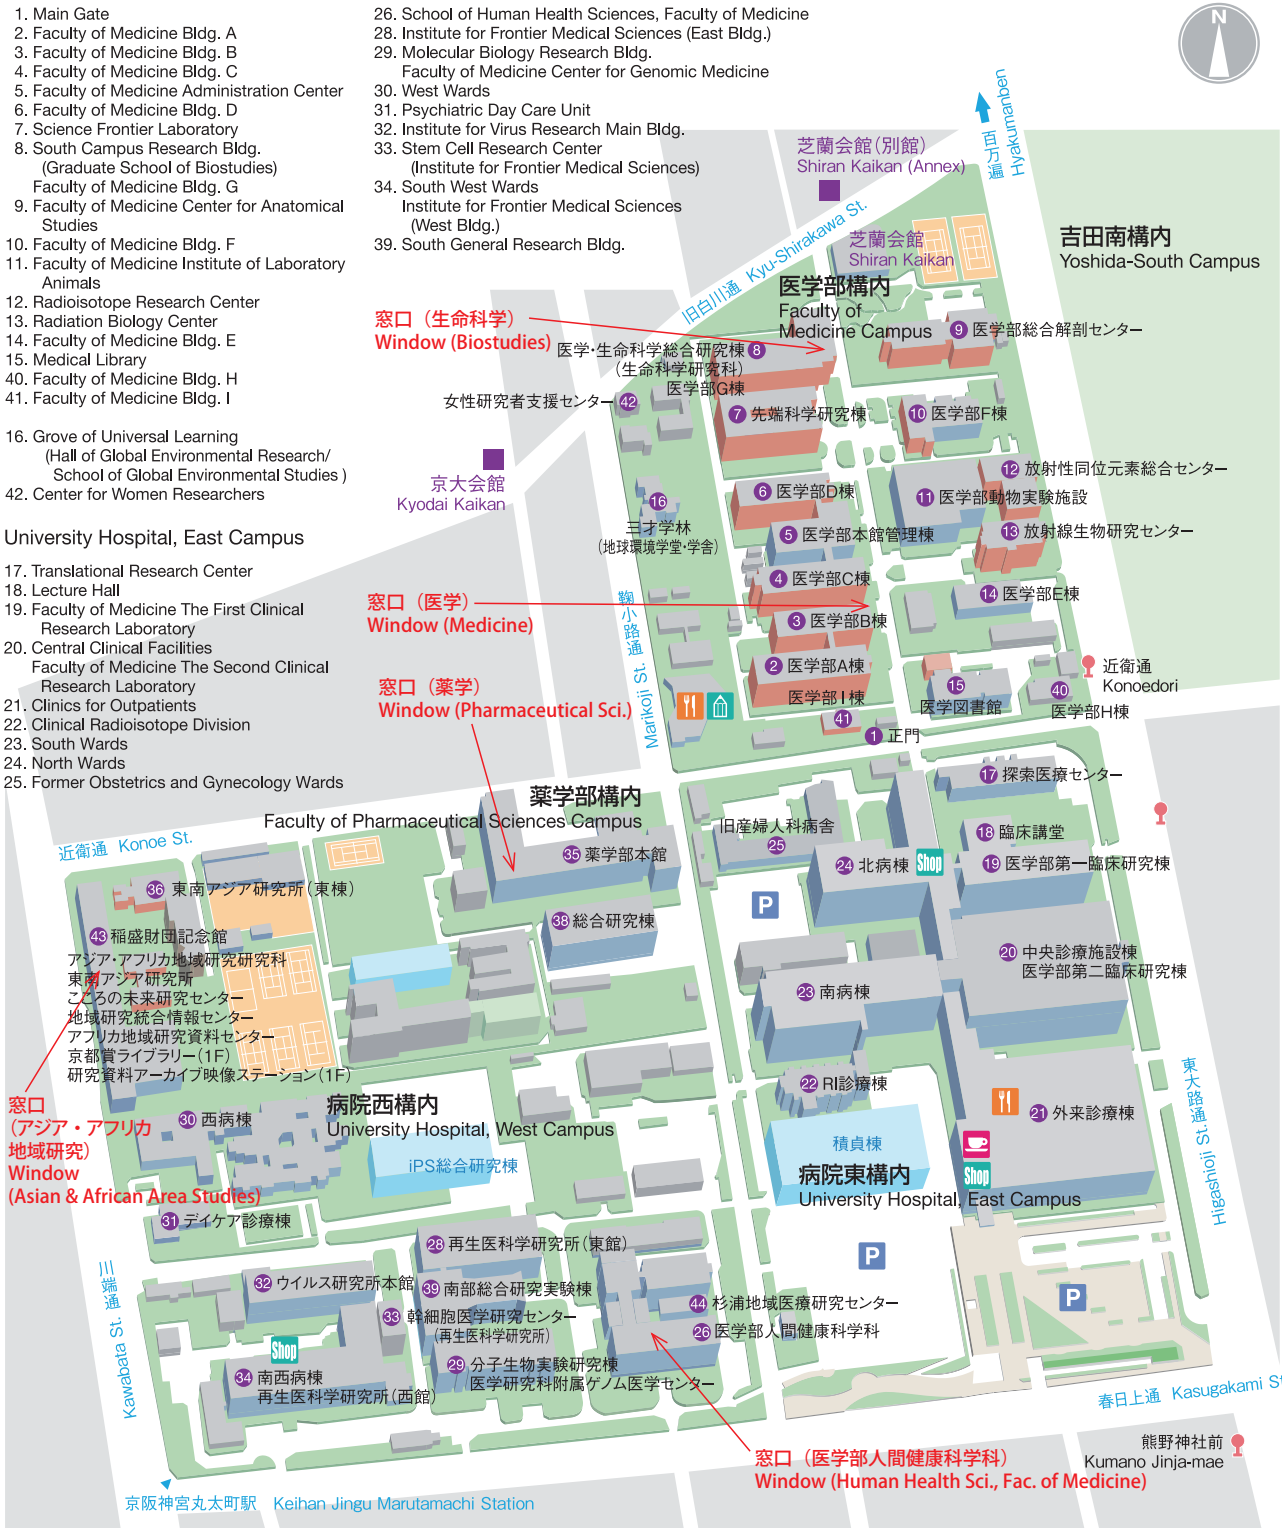 1. Main Gate
2. Faculty of Medicine Bldg. A
3. Faculty of Medicine Bldg. B
4. Faculty of Medicine Bldg. C
5. Faculty of Medicine Administration Center
6. Faculty of Medicine Bldg. D
7. Science Frontier Laboratory
8. South Campus Research Bldg.
(Graduate School of Biostudies)
Faculty of Medicine Bldg. G
9. Faculty of Medicine Center for Anatomical
Studies
10. Faculty of Medicine Bldg. F
11. Faculty of Medicine Institute of Laboratory
Animals
12. Radioisotope Research Center
13. Radiation Biology Center
14. Faculty of Medicine Bldg. E
15. Medical Library
40. Faculty of Medicine Bldg. H
41. Faculty of Medicine Bldg. I
16. Grove of Universal Learning
(Hall of Global Environmental Research/
School of Global Environmental Studies )
42. Center for Women Researchers
University Hospital, East Campus
17. Translational Research Center
18. Lecture Hall
19. Faculty of Medicine The First Clinical
Research Laboratory
20. Central Clinical Facilities
Faculty of Medicine The Second Clinical
Research Laboratory
21. Clinics for Outpatients
22. Clinical Radioisotope Division
23. South Wards
24. North Wards
25. Former Obstetrics and Gynecology Wards
26. School of Human Health Sciences, Faculty of Medicine
28. Institute for Frontier Medical Sciences (East Bldg.)
29. Molecular Biology Research Bldg.
Faculty of Medicine Center for Genomic Medicine
30. West Wards
31. Psychiatric Day Care Unit
32. Institute for Virus Research Main Bldg.
33. Stem Cell Research Center
(Institute for Frontier Medical Sciences)
34. South West Wards
Institute for Frontier Medical Sciences
(West Bldg.)
39. South General Research Bldg.
N
百万遍
Hyakumanben
芝蘭会館(別館)
Shiran Kaikan (Annex)
旧白川通 Kyu-Shirakawa St.
芝蘭会館
Shiran Kaikan
吉田南構内
Yoshida-South Campus
医学部構内
Faculty of
Medicine Campus
窓口（生命科学）
Window (Biostudies)
9 医学部総合解剖センター
医学・生命科学総合研究棟 8
(生命科学研究科)
医学部G棟
女性研究者支援センター 42
7 先端科学研究棟
10 医学部F棟
京大会館
Kyodai Kaikan
12 放射性同位元素総合センター
6 医学部D棟
11 医学部動物実験施設
16
三才学林
(地球環境学堂・学舎)
5 医学部本館管理棟
13 放射線生物研究センター
4 医学部C棟
14 医学部E棟
窓口（医学）
Window (Medicine)
3 医学部B棟
鞠小路通 Marikoji St.
2 医学部A棟
近衛通
Konoedori
窓口（薬学）
Window (Pharmaceutical Sci.)
医学部I棟
41
15
医学図書館
40
医学部H棟
1 正門
17 探索医療センター
薬学部構内
Faculty of Pharmaceutical Sciences Campus
旧産婦人科病舎
25
18 臨床講堂
近衛通 Konoe St.
35 薬学部本館
24 北病棟
Shop
19 医学部第一臨床研究棟
36 東南アジア研究所(東棟)
P
38 総合研究棟
43 稲盛財団記念館
アジア・アフリカ地域研究研究科
東南アジア研究所
こころの未来研究センター
地域研究統合情報センター
アフリカ地域研究資料センター
京都賞ライブラリー(1F)
研究資料アーカイブ映像ステーション(1F)
20 中央診療施設棟
医学部第二臨床研究棟
23 南病棟
22 RI診療棟
東大路通 Higashioji St.
窓口
（アジア・アフリカ
地域研究）
Window
(Asian & African Area Studies)
30 西病棟
病院西構内
University Hospital, West Campus
21 外来診療棟
iPS総合研究棟
積貞棟
Shop
病院東構内
University Hospital, East Campus
31 デイケア診療棟
28 再生医科学研究所(東館)
P
川端通 Kawabata St.
32 ウイルス研究所本館
39 南部総合研究実験棟
P
44 杉浦地域医療研究センター
33 幹細胞医学研究センター
(再生医科学研究所)
26 医学部人間健康科学科
Shop
34 南西病棟
再生医科学研究所(西館)
29 分子生物実験研究棟
医学研究科附属ゲノム医学センター
春日上通 Kasugakami St
熊野神社前
Kumano Jinja-mae
窓口（医学部人間健康科学科）
Window (Human Health Sci., Fac. of Medicine)
京阪神宮丸太町駅 Keihan Jingu Marutamachi Station